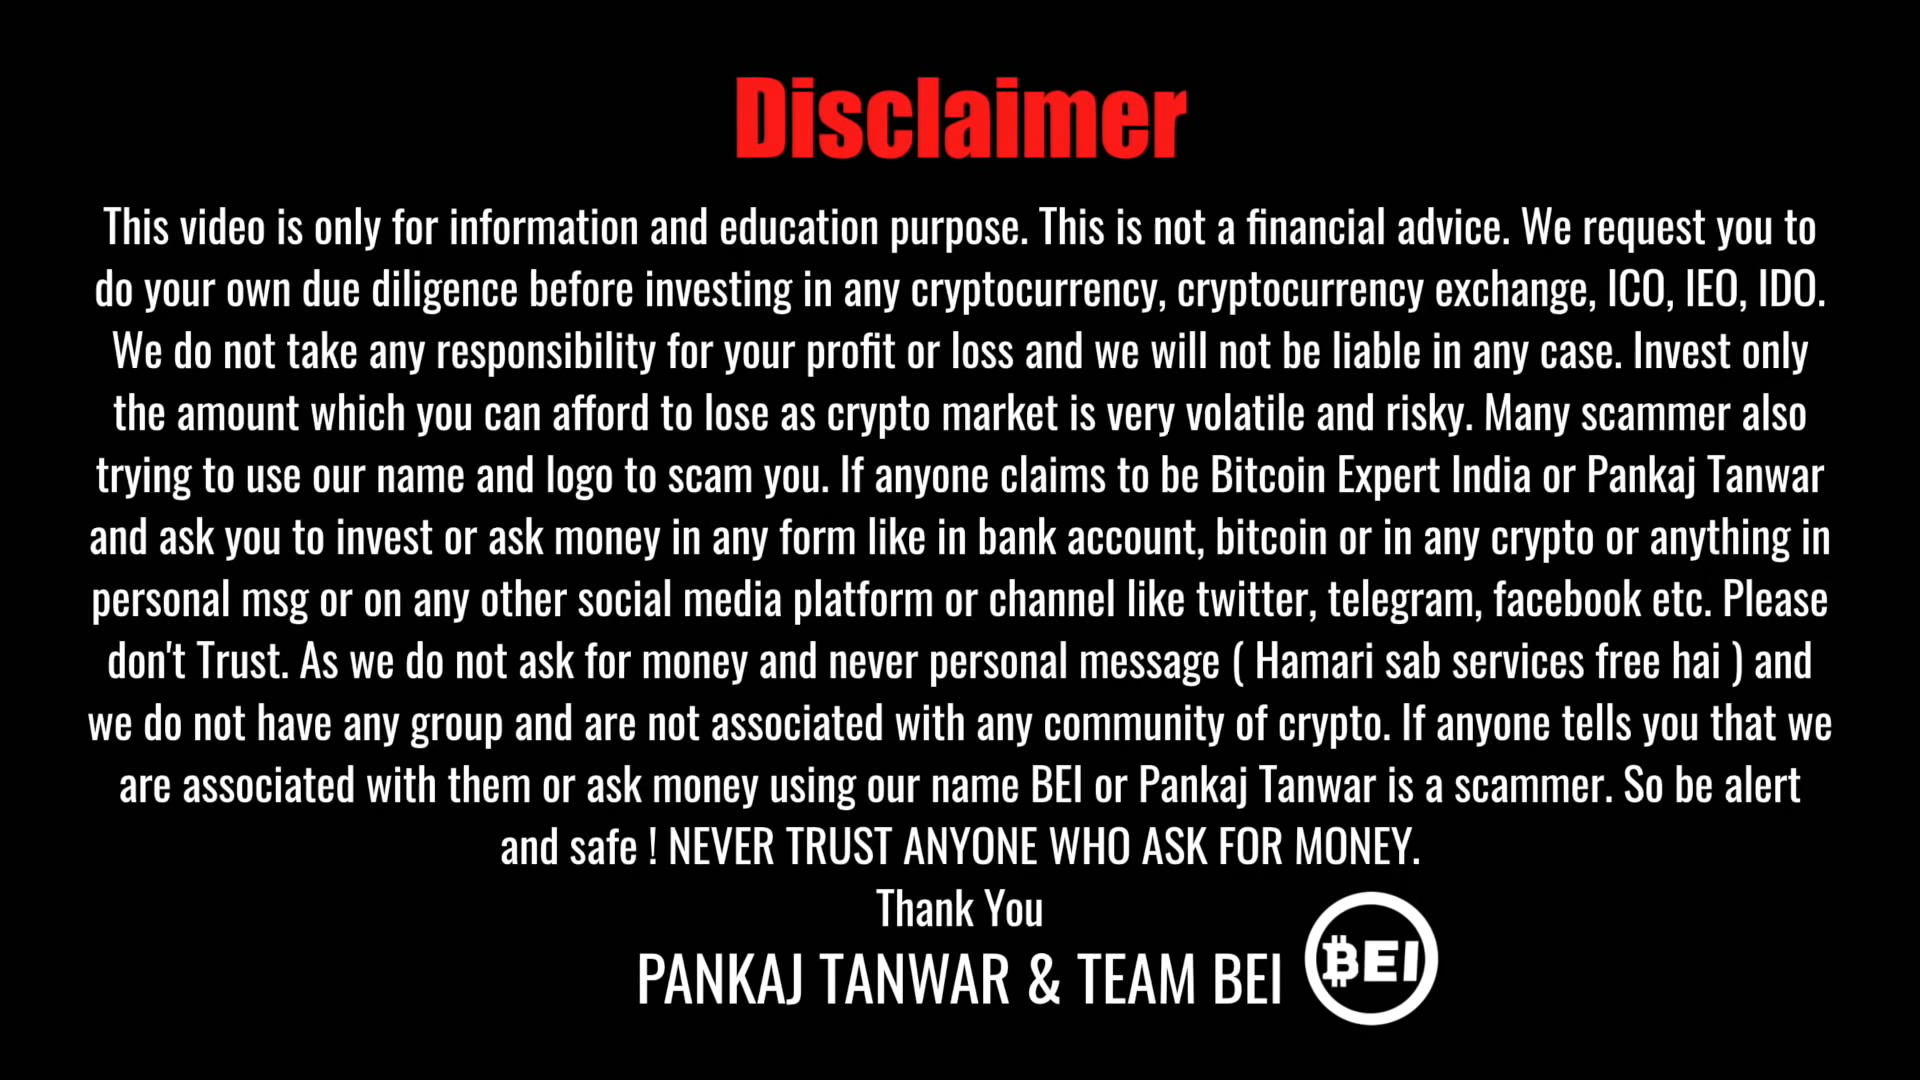 Disclaimer
This video is only for information and education purpose. This is not a financial advice. We request you to
do your own due diligence before investing in any cryptocurrency, cryptocurrency exchange, ICO, IEO, IDO.
We do not take any responsibility for your profit or loss and we will not be liable in any case. Invest only
the amount which you can afford to lose as crypto market is very volatile and risky. Many scammer also
trying to use our name and logo to scam you. If anyone claims to be Bitcoin Expert India or Pankaj Tanwar
and ask you to invest or ask money in any form like in bank account, bitcoin or in any crypto or anything in
personal msg or on any other social media platform or channel like twitter, telegram, facebook etc. Please
don't Trust. As we do not ask for money and never personal message ( Hamari sab services free hai ) and
we do not have any group and are not associated with any community of crypto. If anyone tells you that we
are associated with them or ask money using our name BEI or Pankaj Tanwar is a scammer. So be alert
and safe ! NEVER TRUST ANYONE WHO ASK FOR MONEY.
Thank You
PANKAJ TANWAR & TEAM BEI
BEI